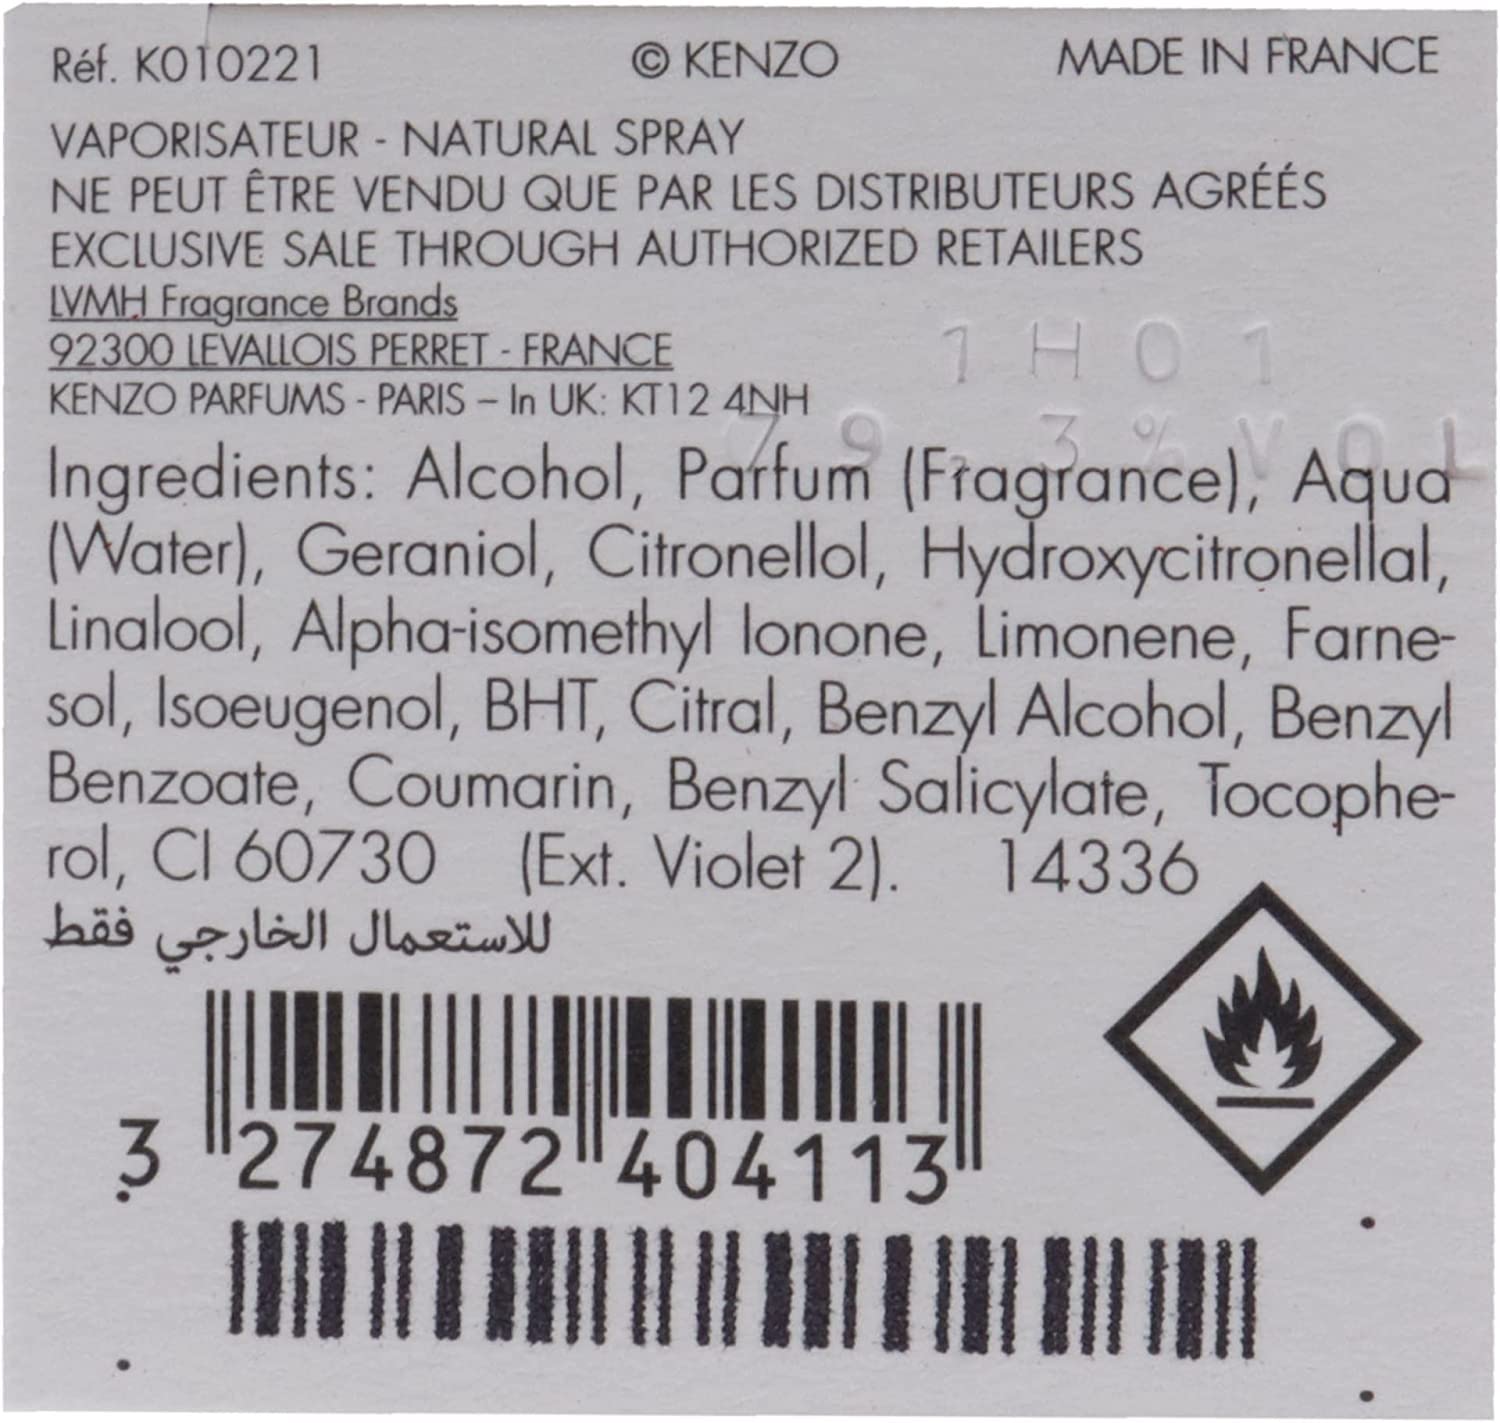 Réf. K010221 © KENZO MADE IN FRANCE
VAPORISATEUR - NATURAL SPRAY
NE PEUT ÊTRE VENDU QUE PAR LES DISTRIBUTEURS AGRÉÉS
EXCLUSIVE SALE THROUGH AUTHORIZED RETAILERS
LVMH Fragrance Brands
92300 LEVALLOIS PERRET - FRANCE
1H01
KENZO PARFUMS - PARIS – In UK: KT12 4NH
79.3%VOL
Ingredients: Alcohol, Parfum (Fragrance), Aqua
(Water), Geraniol, Citronellol, Hydroxycitronellal,
Linalool, Alpha-isomethyl Ionone, Limonene, Farne-
sol, Isoeugenol, BHT, Citral, Benzyl Alcohol, Benzyl
Benzoate, Coumarin, Benzyl Salicylate, Tocophe-
rol, CI 60730 (Ext. Violet 2). 14336
للاستعمال الخارجي فقط
3 274872 404113